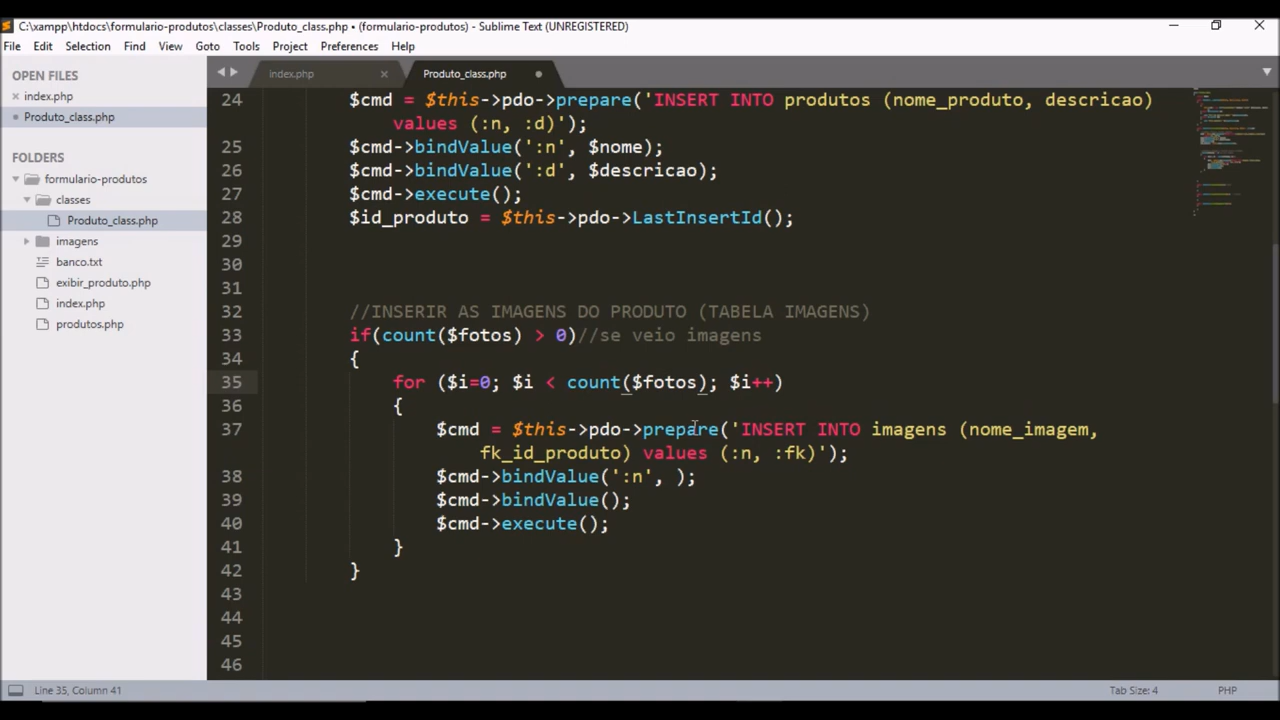 C:\xampp\htdocs\formulario-produtos\classes\Produto_class.php • (formulario-produtos) - Sublime Text (UNREGISTERED)
File Edit Selection Find View Goto Tools Project Preferences Help
OPEN FILES
× index.php
• Produto_class.php
FOLDERS
formulario-produtos
classes
Produto_class.php
imagens
banco.txt
exibir_produto.php
index.php
produtos.php
index.php × Produto_class.php
24 $cmd = $this->pdo->prepare('INSERT INTO produtos (nome_produto, descricao)
values (:n, :d)');
25 $cmd->bindValue(':n', $nome);
26 $cmd->bindValue(':d', $descricao);
27 $cmd->execute();
28 $id_produto = $this->pdo->LastInsertId();
29
30
31
32 //INSERIR AS IMAGENS DO PRODUTO (TABELA IMAGENS)
33 if(count($fotos) > 0)//se veio imagens
34 {
35 for ($i=0; $i < count($fotos); $i++)
36 {
37 $cmd = $this->pdo->prepare('INSERT INTO imagens (nome_imagem,
fk_id_produto) values (:n, :fk)');
38 $cmd->bindValue(':n', );
39 $cmd->bindValue();
40 $cmd->execute();
41 }
42 }
43
44
45
46
Line 35, Column 41
Tab Size: 4
PHP